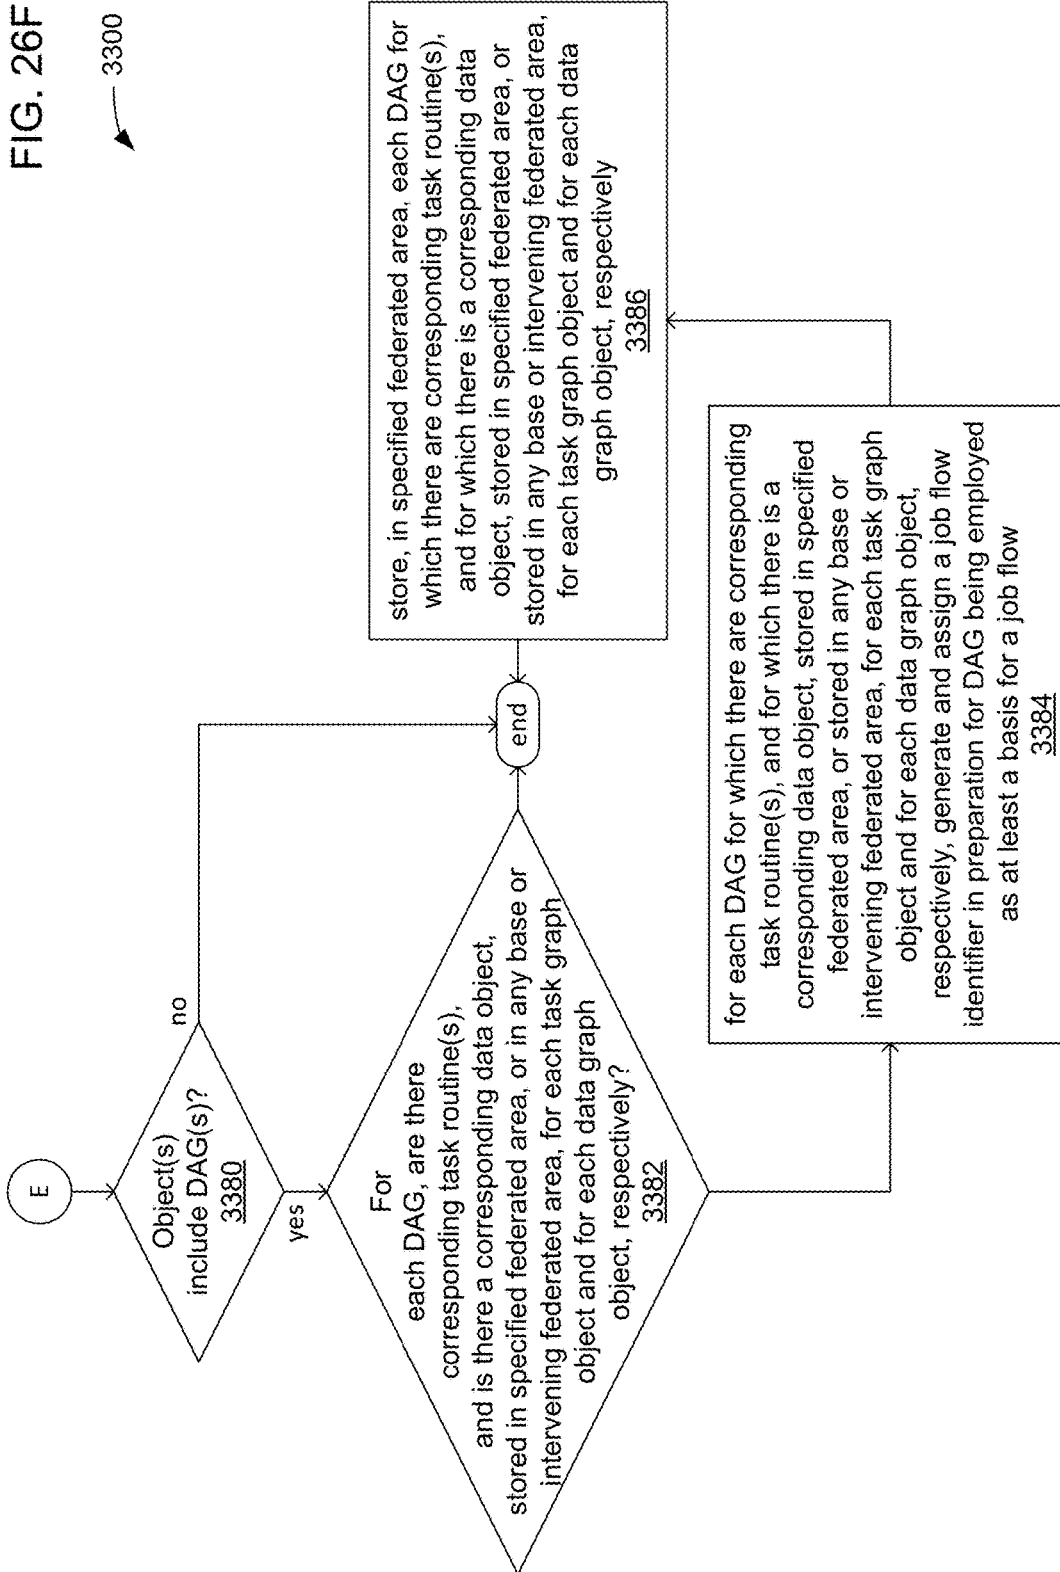 FIG. 26F
3300
E
Object(s)
include DAG(s)?
3380
no
yes
For
each DAG, are there
corresponding task routine(s),
and is there a corresponding data object,
stored in specified federated area, or in any base or
intervening federated area, for each task graph
object and for each data graph
object, respectively?
3382
end
for each DAG for which there are corresponding
task routine(s), and for which there is a
corresponding data object, stored in specified
federated area, or stored in any base or
intervening federated area, for each task graph
object and for each data graph object,
respectively, generate and assign a job flow
identifier in preparation for DAG being employed
as at least a basis for a job flow
3384
store, in specified federated area, each DAG for
which there are corresponding task routine(s),
and for which there is a corresponding data
object, stored in specified federated area, or
stored in any base or intervening federated area,
for each task graph object and for each data
graph object, respectively
3386